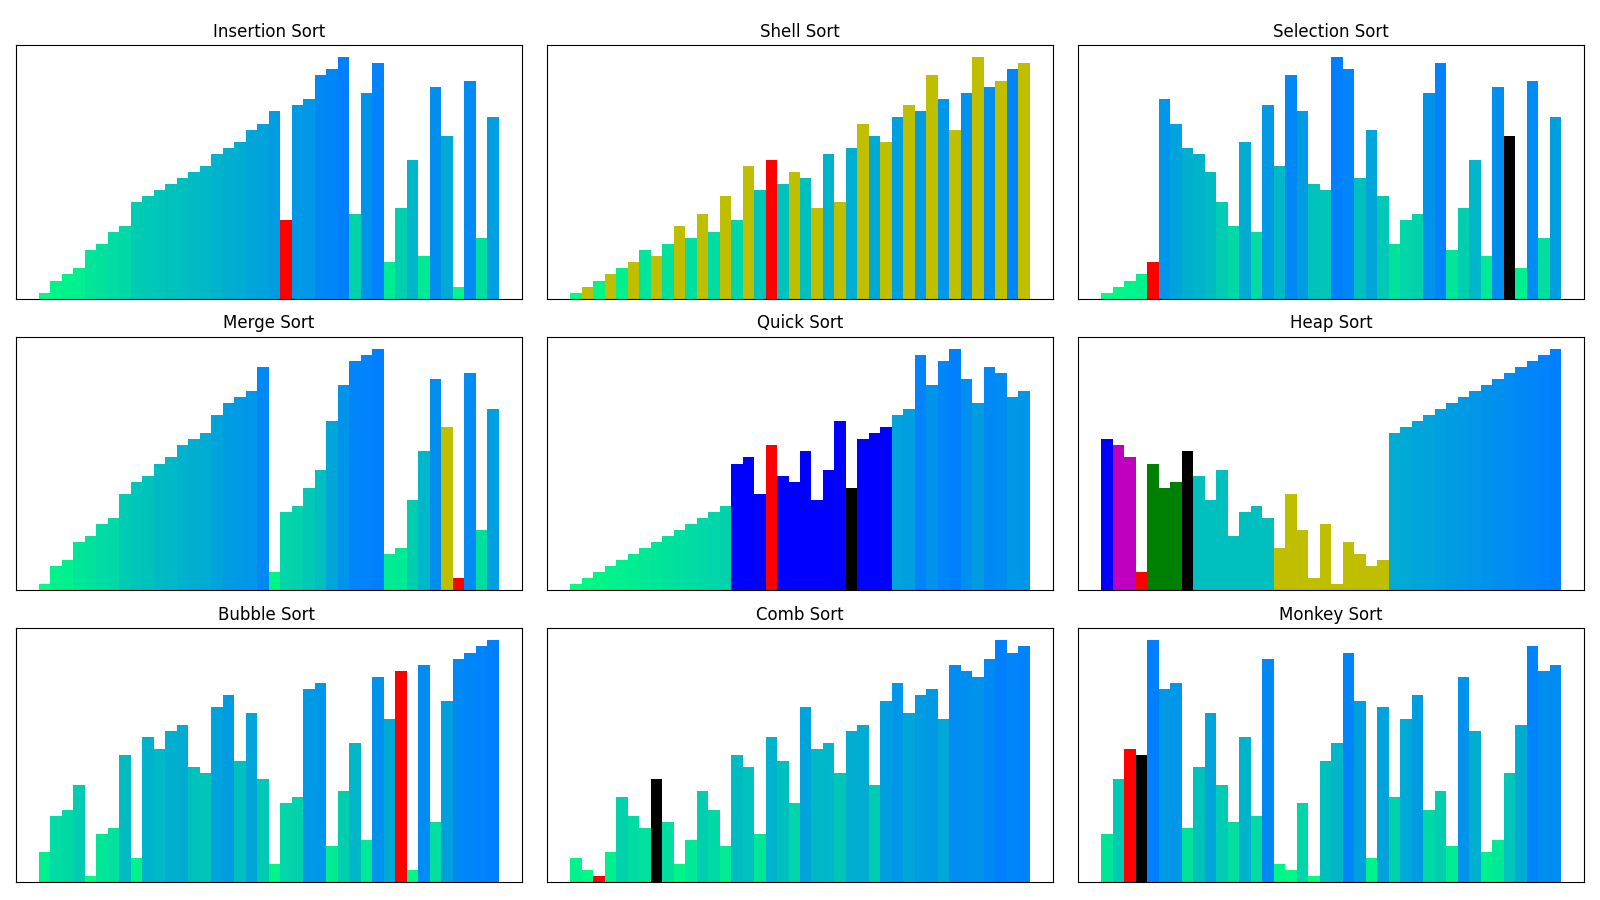 Insertion Sort
Shell Sort
Selection Sort
Merge Sort
Quick Sort
Heap Sort
Bubble Sort
Comb Sort
Monkey Sort